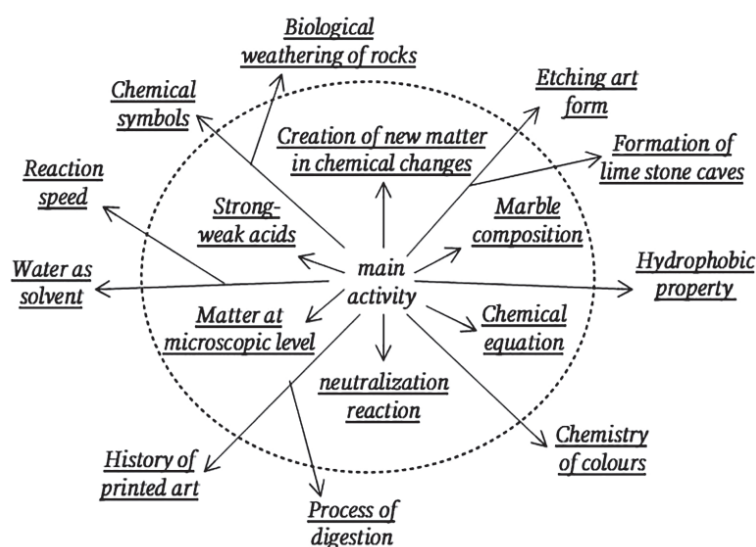 Biological
weathering of rocks
Etching art
form
Chemical
symbols
Creation of new matter
in chemical changes
Formation of
lime stone caves
Reaction
speed
Strong-
weak acids
Marble
composition
main
activity
Water as
solvent
Hydrophobic
property
Matter at
microscopic level
Chemical
equation
neutralization
reaction
Chemistry
of colours
History of
printed art
Process of
digestion